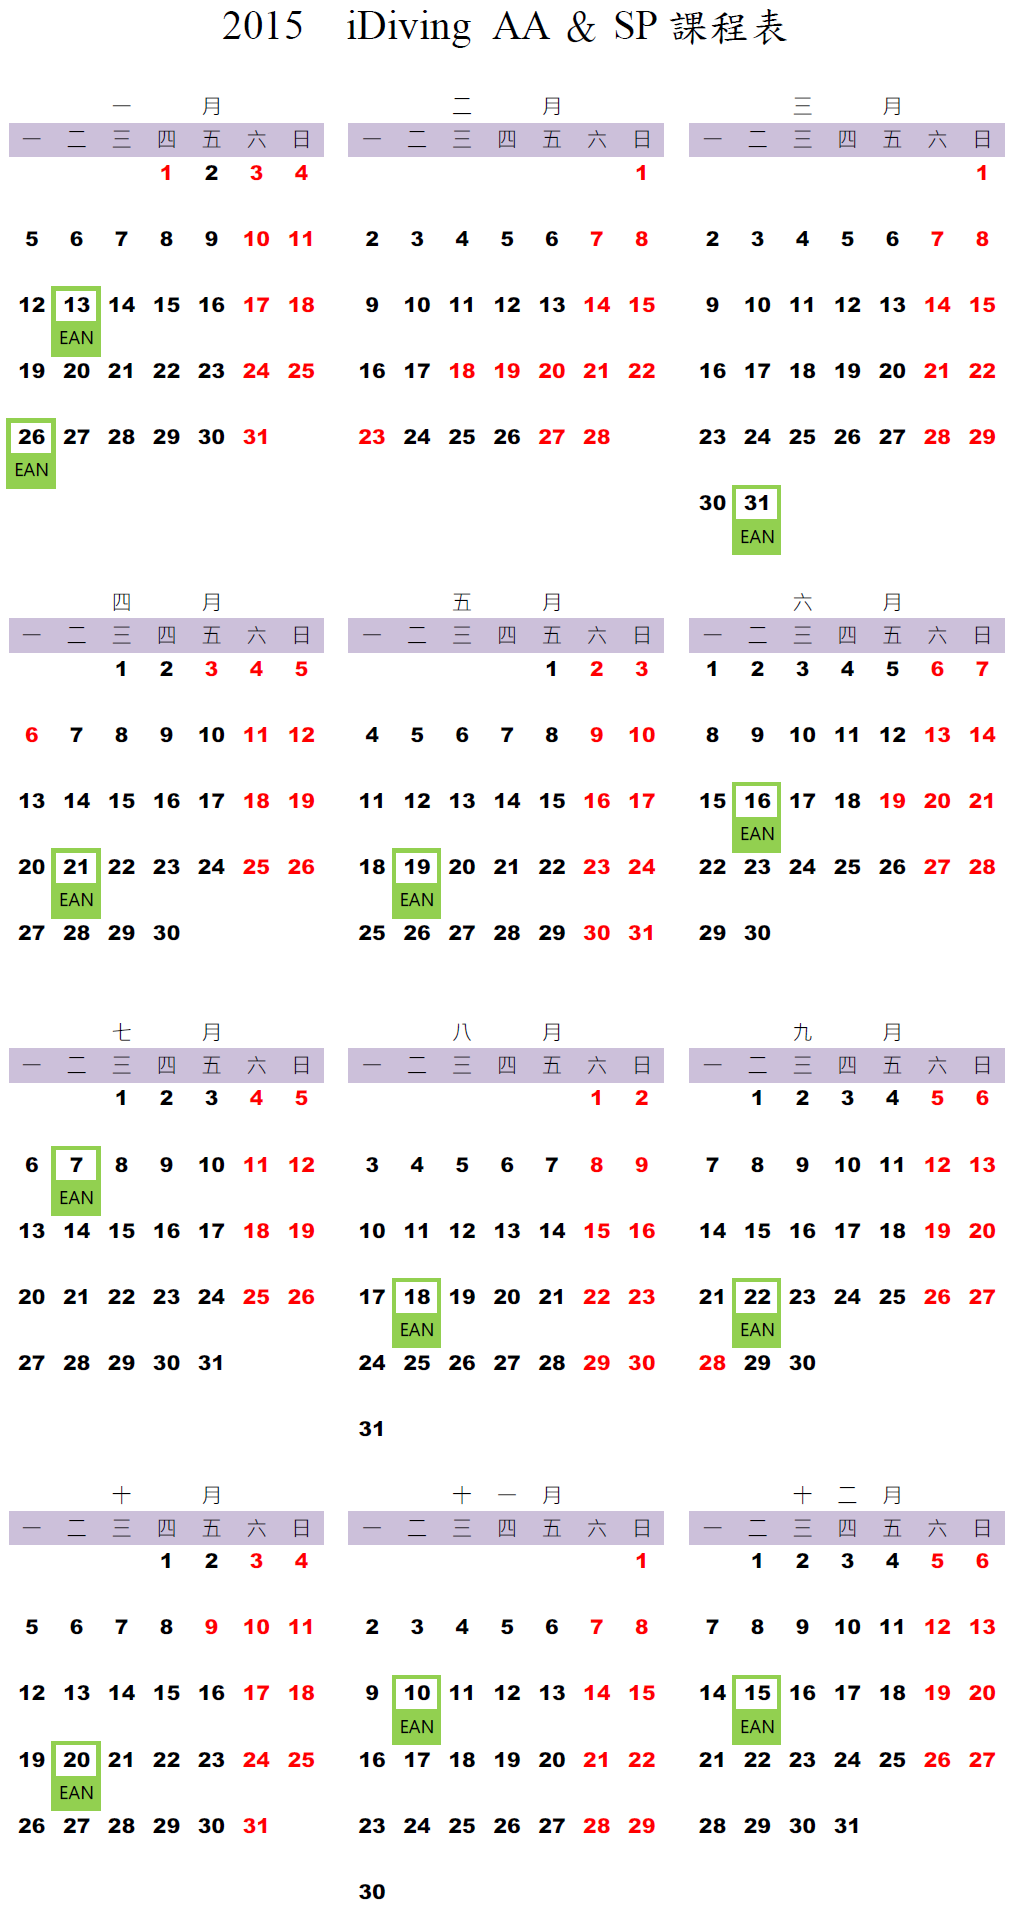 2015 iDiving AA & SP 課程表
一 月
一 二 三 四 五 六 日
1 2 3 4
5 6 7 8 9 10 11
12 13 14 15 16 17 18
EAN
19 20 21 22 23 24 25
26 27 28 29 30 31
EAN
二 月
一 二 三 四 五 六 日
1
2 3 4 5 6 7 8
9 10 11 12 13 14 15
16 17 18 19 20 21 22
23 24 25 26 27 28
三 月
一 二 三 四 五 六 日
1
2 3 4 5 6 7 8
9 10 11 12 13 14 15
16 17 18 19 20 21 22
23 24 25 26 27 28 29
30 31
EAN
四 月
一 二 三 四 五 六 日
1 2 3 4 5
6 7 8 9 10 11 12
13 14 15 16 17 18 19
20 21 22 23 24 25 26
EAN
27 28 29 30
五 月
一 二 三 四 五 六 日
1 2 3
4 5 6 7 8 9 10
11 12 13 14 15 16 17
18 19 20 21 22 23 24
EAN
25 26 27 28 29 30 31
六 月
一 二 三 四 五 六 日
1 2 3 4 5 6 7
8 9 10 11 12 13 14
15 16 17 18 19 20 21
EAN
22 23 24 25 26 27 28
29 30
七 月
一 二 三 四 五 六 日
1 2 3 4 5
6 7 8 9 10 11 12
EAN
13 14 15 16 17 18 19
20 21 22 23 24 25 26
27 28 29 30 31
八 月
一 二 三 四 五 六 日
1 2
3 4 5 6 7 8 9
10 11 12 13 14 15 16
17 18 19 20 21 22 23
EAN
24 25 26 27 28 29 30
31
九 月
一 二 三 四 五 六 日
1 2 3 4 5 6
7 8 9 10 11 12 13
14 15 16 17 18 19 20
21 22 23 24 25 26 27
EAN
28 29 30
十 月
一 二 三 四 五 六 日
1 2 3 4
5 6 7 8 9 10 11
12 13 14 15 16 17 18
19 20 21 22 23 24 25
EAN
26 27 28 29 30 31
十 一 月
一 二 三 四 五 六 日
1
2 3 4 5 6 7 8
9 10 11 12 13 14 15
EAN
16 17 18 19 20 21 22
23 24 25 26 27 28 29
30
十 二 月
一 二 三 四 五 六 日
1 2 3 4 5 6
7 8 9 10 11 12 13
14 15 16 17 18 19 20
EAN
21 22 23 24 25 26 27
28 29 30 31